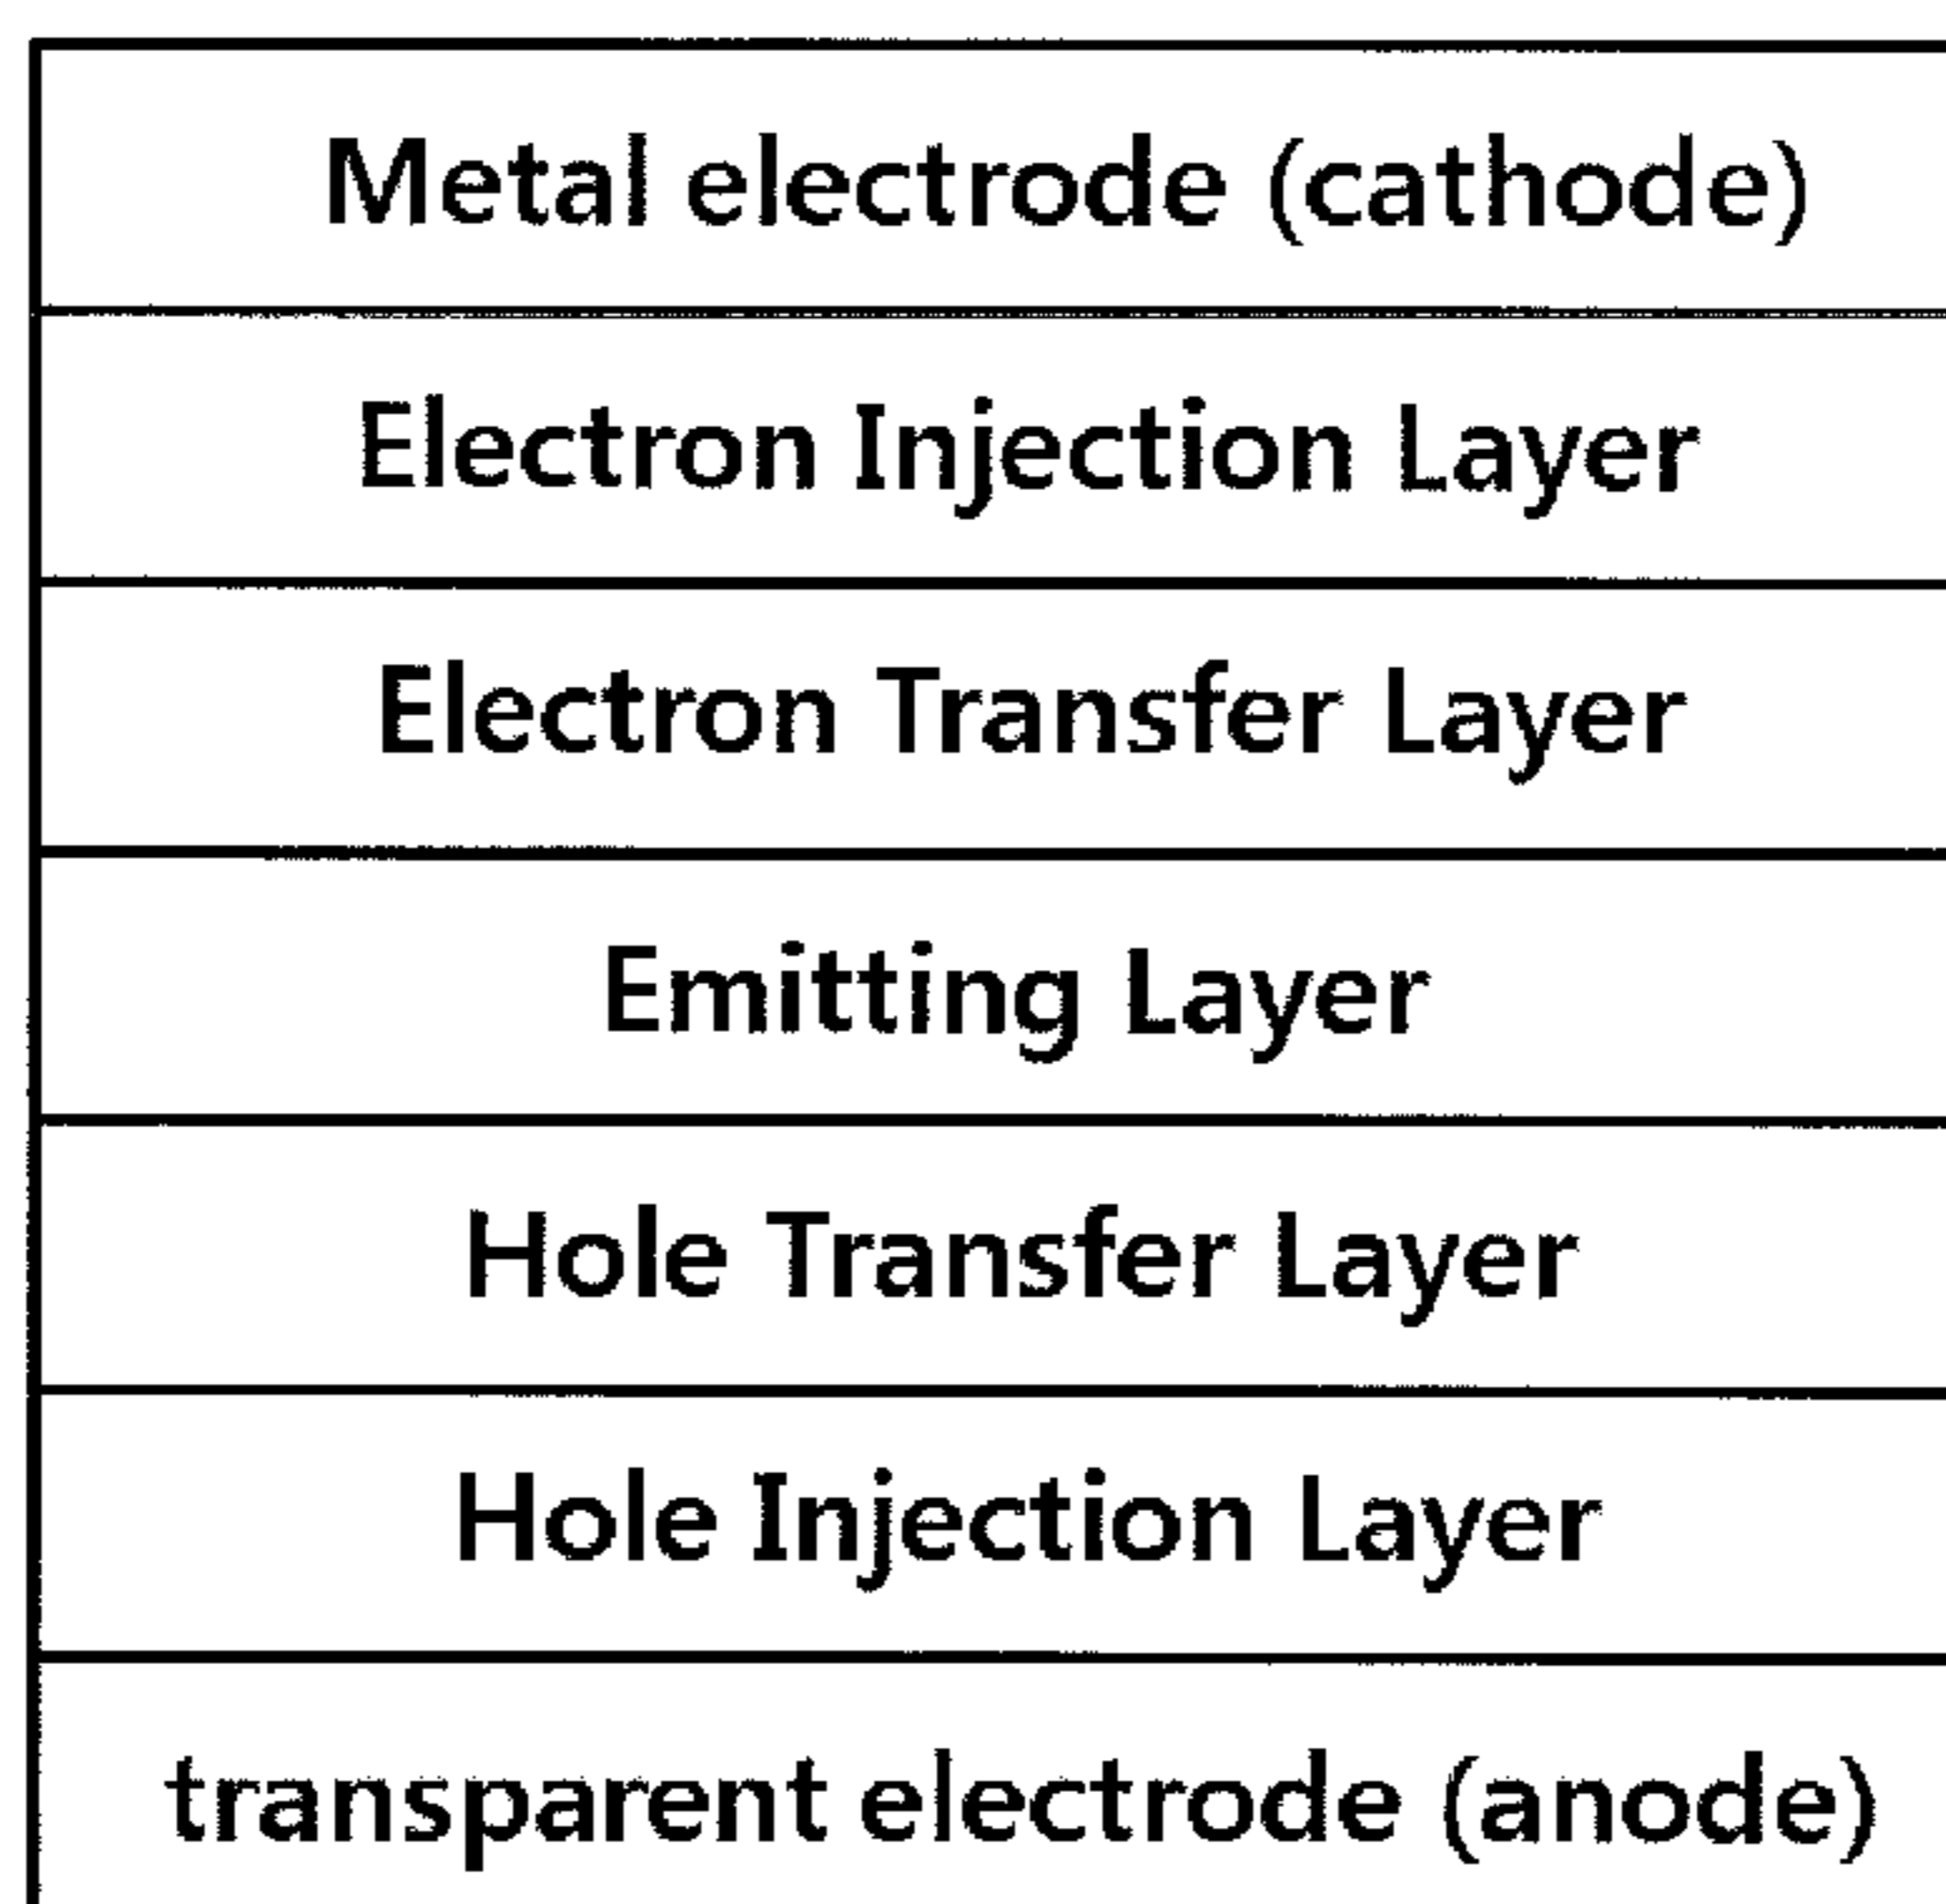 Metal electrode (cathode)
Electron Injection Layer
Electron Transfer Layer
Emitting Layer
Hole Transfer Layer
Hole Injection Layer
transparent electrode (anode)